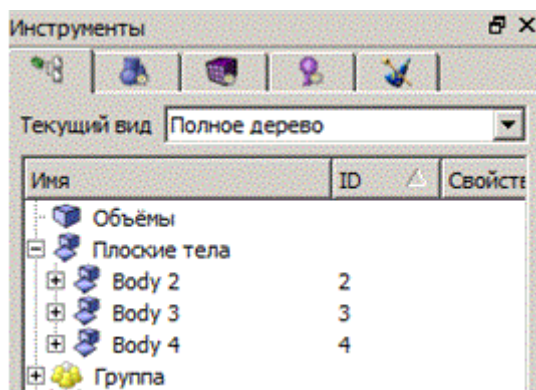 Инструменты
Текущий вид Полное дерево
Имя ID Свойств
Объёмы
Плоские тела
Body 2 2
Body 3 3
Body 4 4
Группа